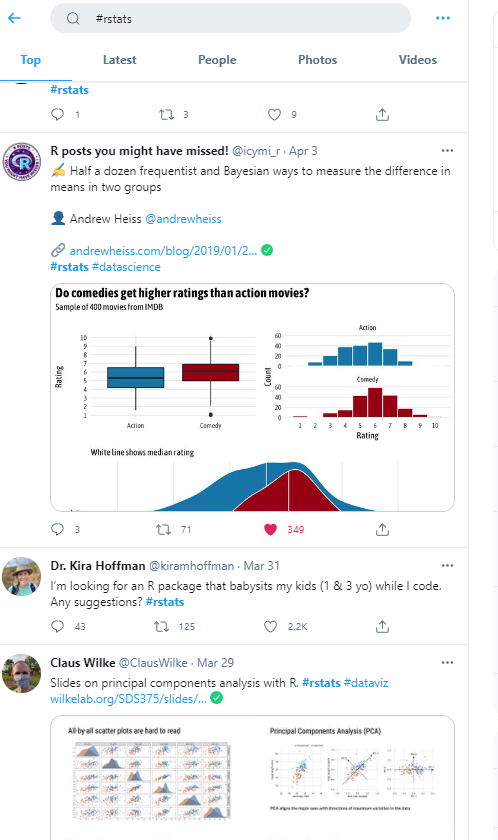 #rstats
Top Latest People Photos Videos
#rstats
1 3 9
R posts you might have missed! @icymi_r · Apr 3
Half a dozen frequentist and Bayesian ways to measure the difference in
means in two groups
Andrew Heiss @andrewheiss
andrewheiss.com/blog/2019/01/2...
#rstats #datascience
Do comedies get higher ratings than action movies?
Sample of 400 movies from IMDB
Rating
10
9
8
7
6
5
4
3
2
1
Action Comedy
Action
Count
60
40
20
0
Comedy
60
40
20
0
1 2 3 4 5 6 7 8 9 10
Rating
White line shows median rating
3 71 349
Dr. Kira Hoffman @kiramhoffman · Mar 31
I'm looking for an R package that babysits my kids (1 & 3 yo) while I code.
Any suggestions? #rstats
43 125 2.2K
Claus Wilke @ClausWilke · Mar 29
Slides on principal components analysis with R. #rstats #dataviz
wilkelab.org/SDS375/slides/...
All-by-all scatter plots are hard to read
Principal Components Analysis (PCA)
PCA aligns the major axes with directions of maximum variation in the data